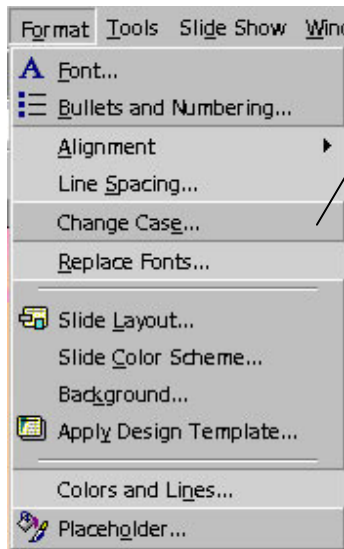 Format Tools Slide Show
Font...
Bullets and Numbering...
Alignment
Line Spacing...
Change Case...
Replace Fonts...
Slide Layout...
Slide Color Scheme...
Background...
Apply Design Template...
Colors and Lines...
Placeholder...